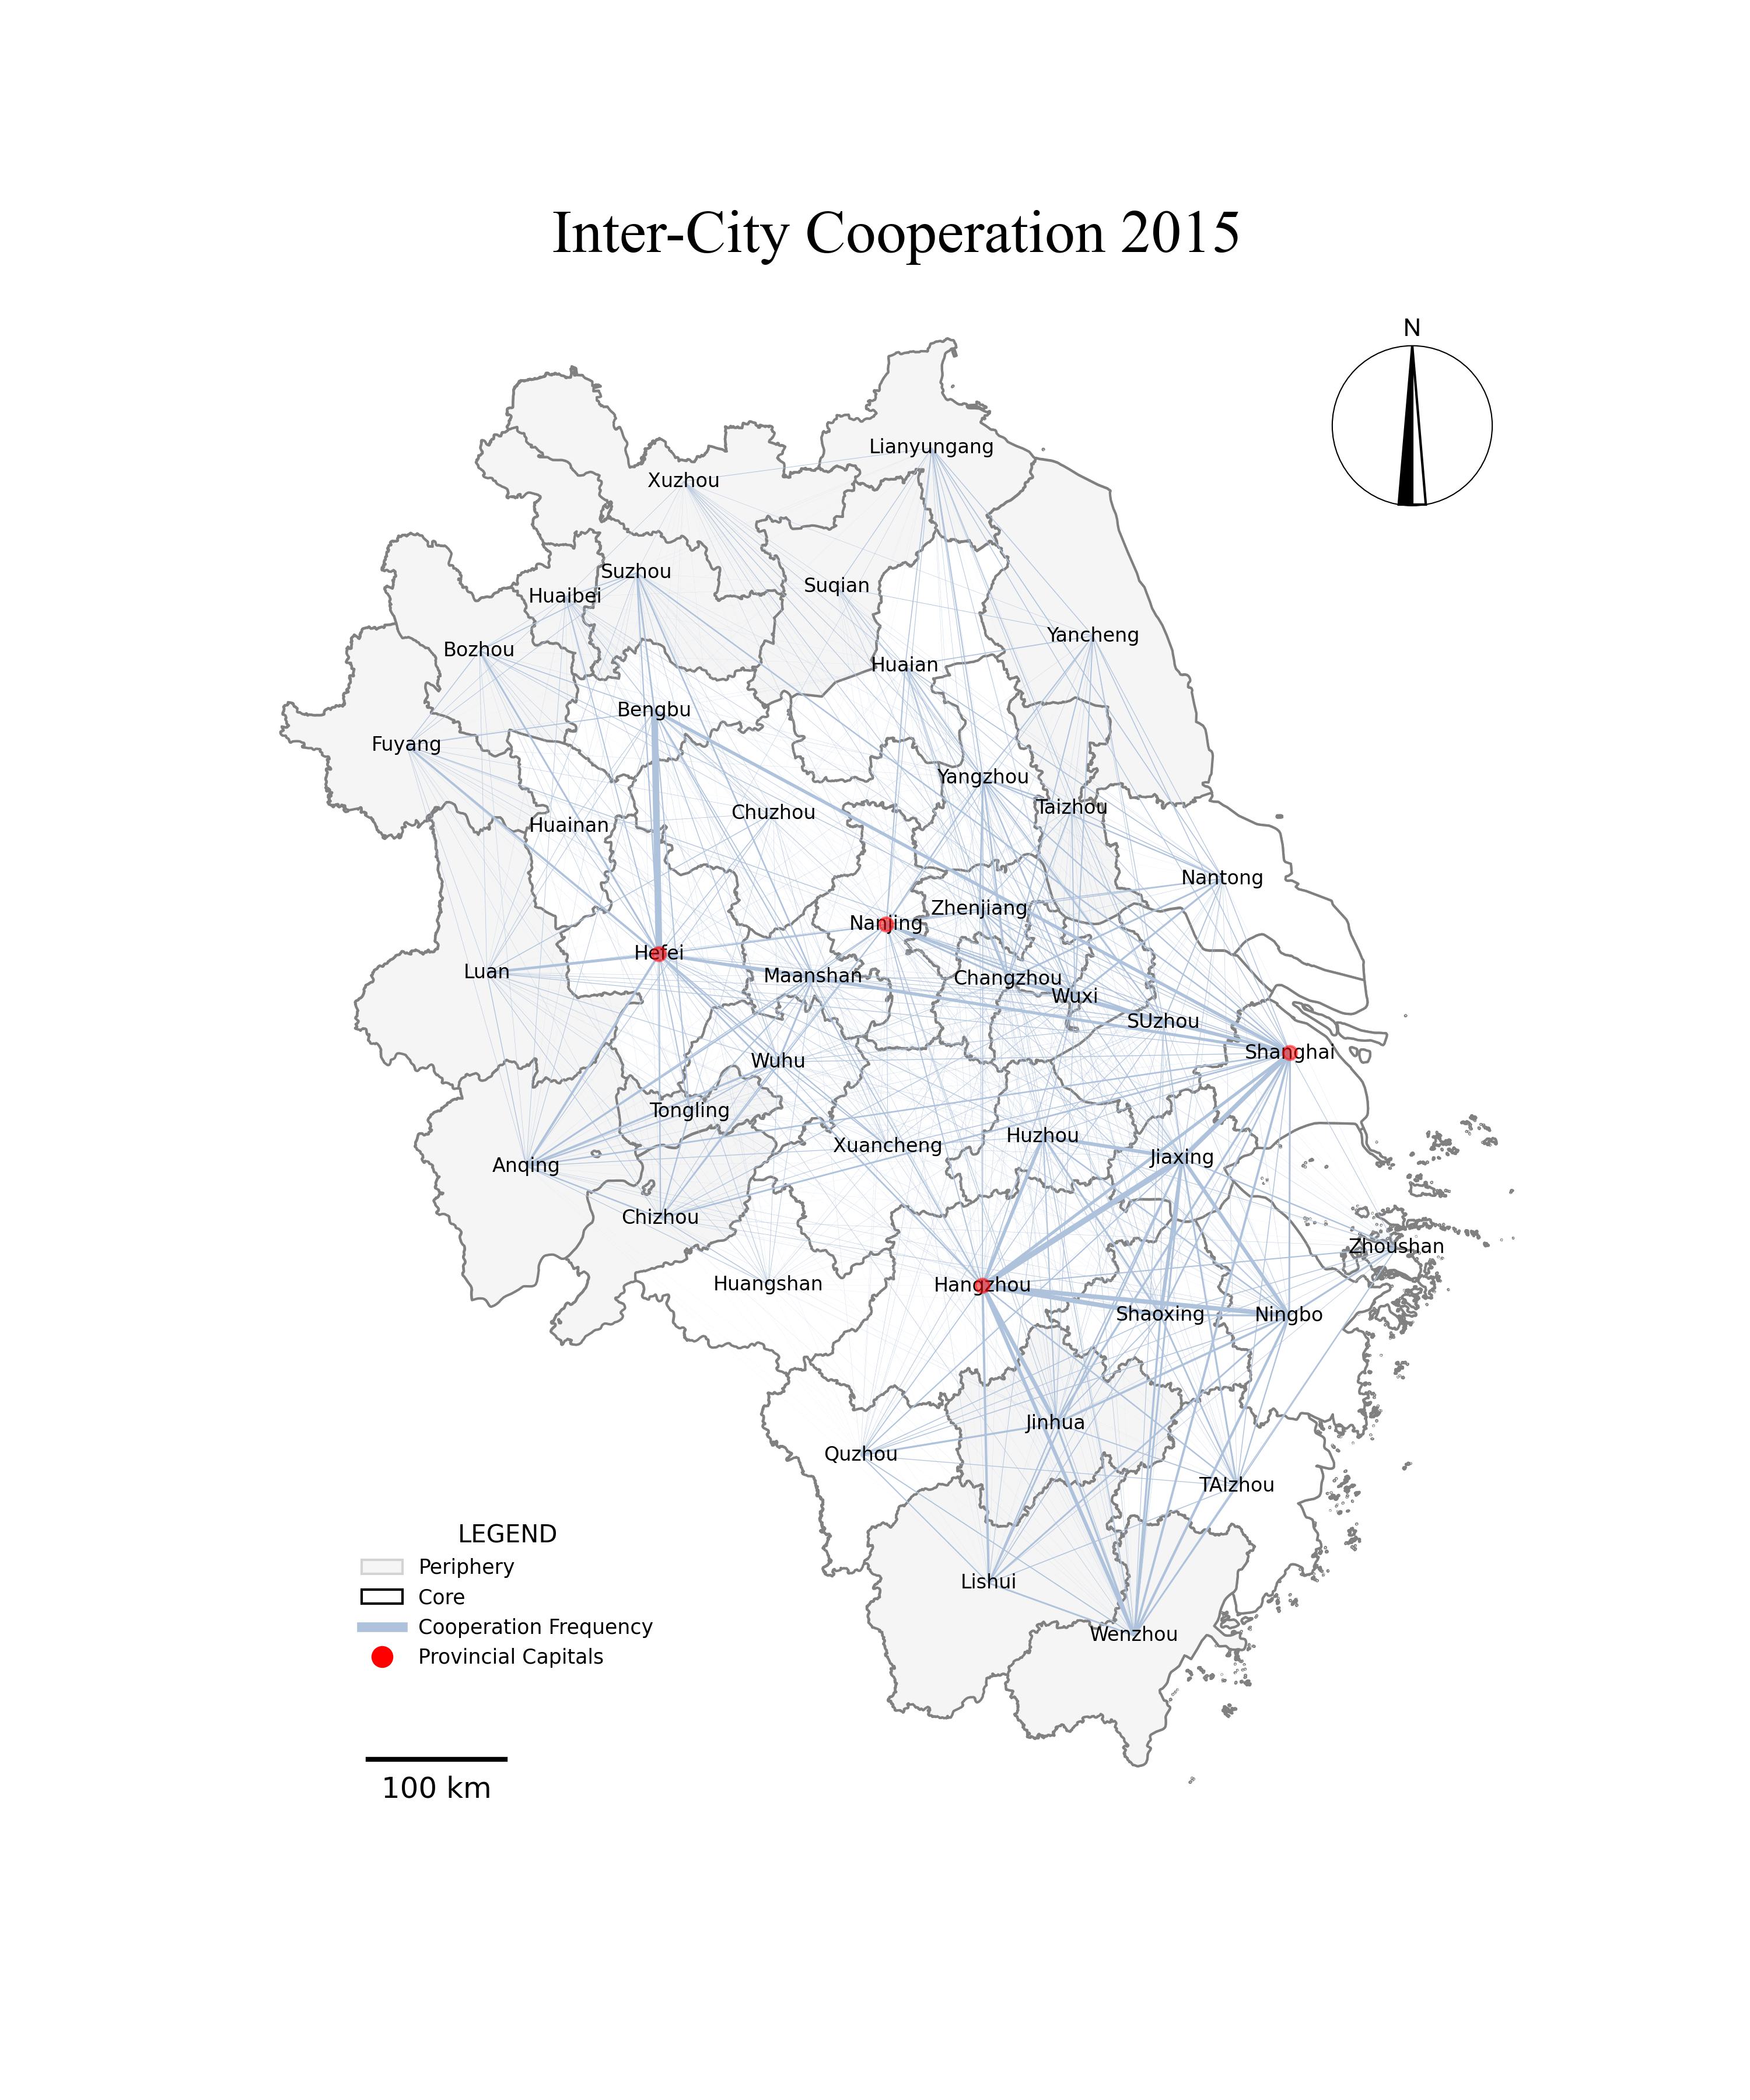 Inter-City Cooperation 2015
N
Lianyungang
Xuzhou
Suzhou
Suqian
Huaibei
Yancheng
Bozhou
Huaian
Bengbu
Fuyang
Yangzhou
Taizhou
Chuzhou
Huainan
Nantong
Zhenjiang
Nanjing
Hefei
Luan
Maanshan
Changzhou
Wuxi
SUzhou
Shanghai
Wuhu
Tongling
Huzhou
Xuancheng
Jiaxing
Anqing
Chizhou
Zhoushan
Huangshan
Hangzhou
Shaoxing
Ningbo
Jinhua
Quzhou
TAIzhou
Lishui
Wenzhou
LEGEND
Periphery
Core
Cooperation Frequency
Provincial Capitals
100 km